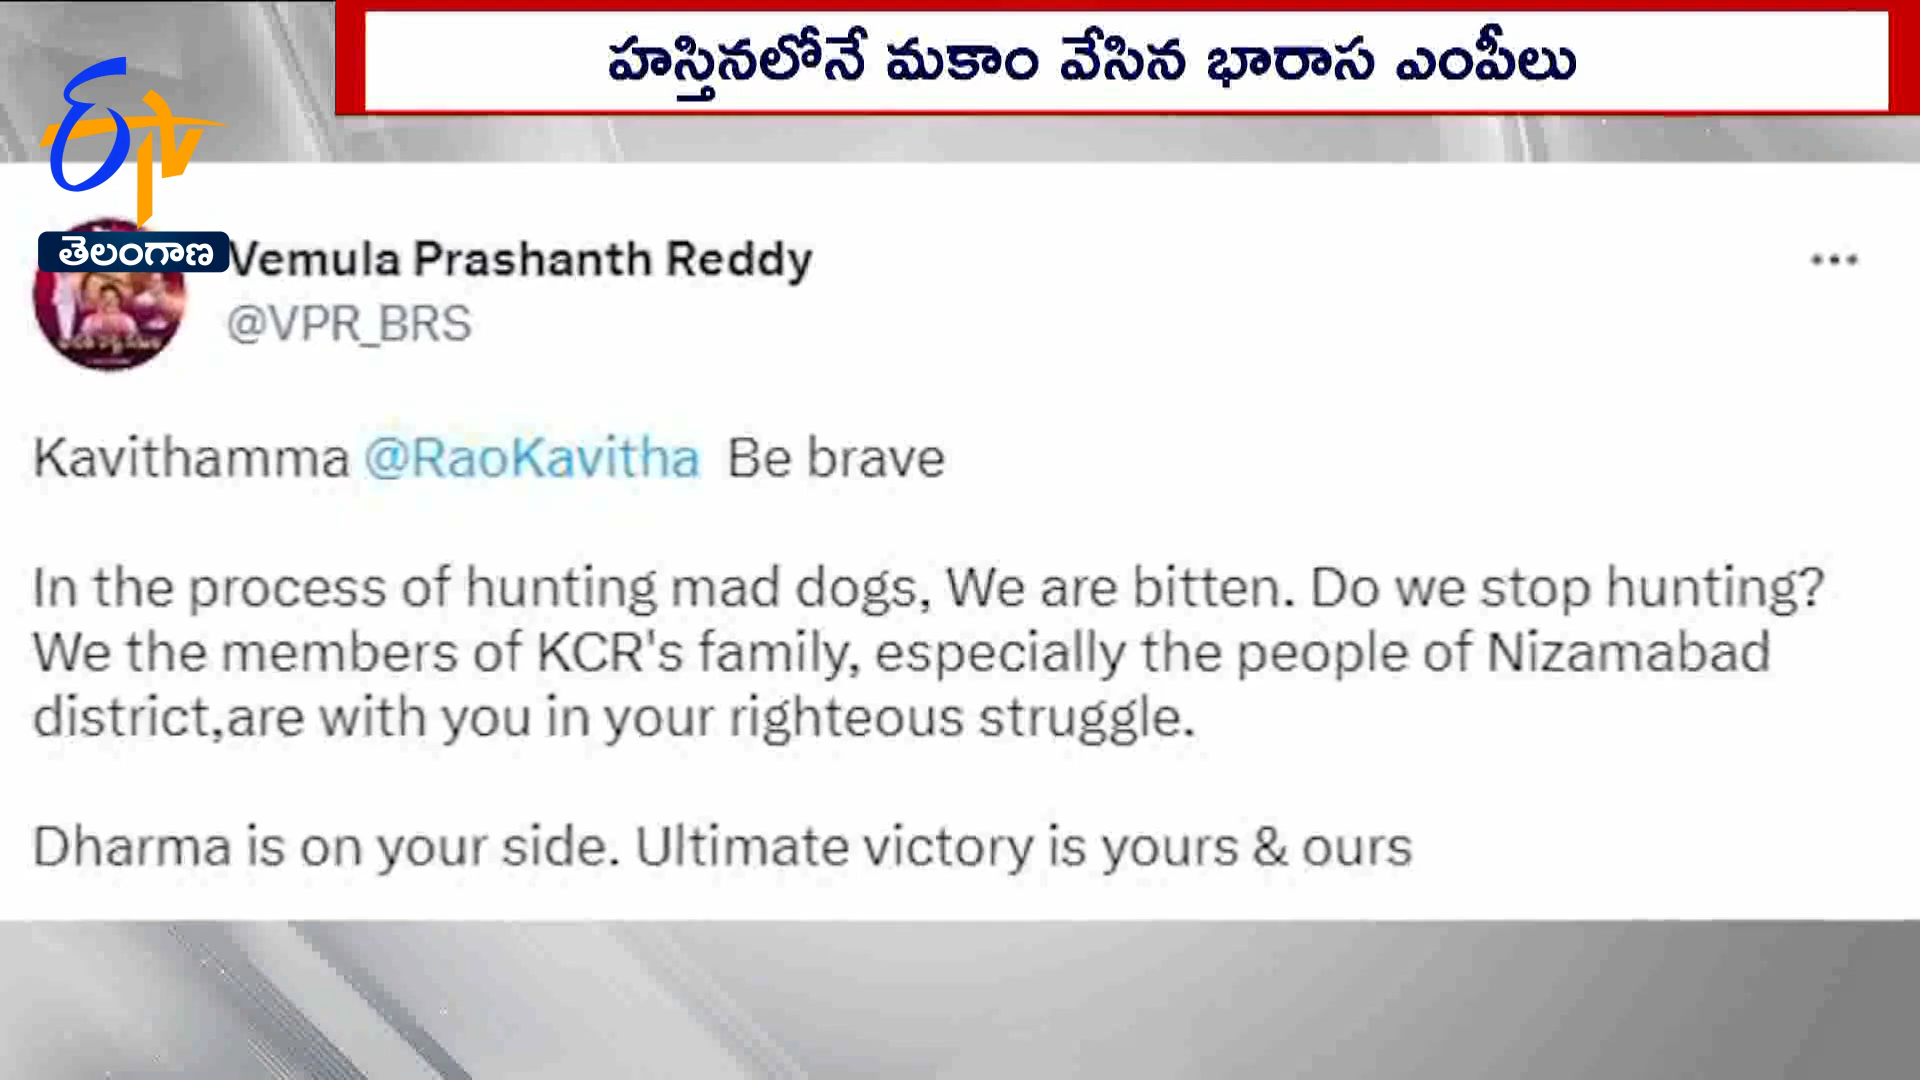 హస్తినలోనే మకాం వేసిన భారాస ఎంపీలు
ETV
తెలంగాణ
Vemula Prashanth Reddy
@VPR_BRS
Kavithamma @RaoKavitha Be brave
In the process of hunting mad dogs, We are bitten. Do we stop hunting?
We the members of KCR's family, especially the people of Nizamabad
district,are with you in your righteous struggle.
Dharma is on your side. Ultimate victory is yours & ours